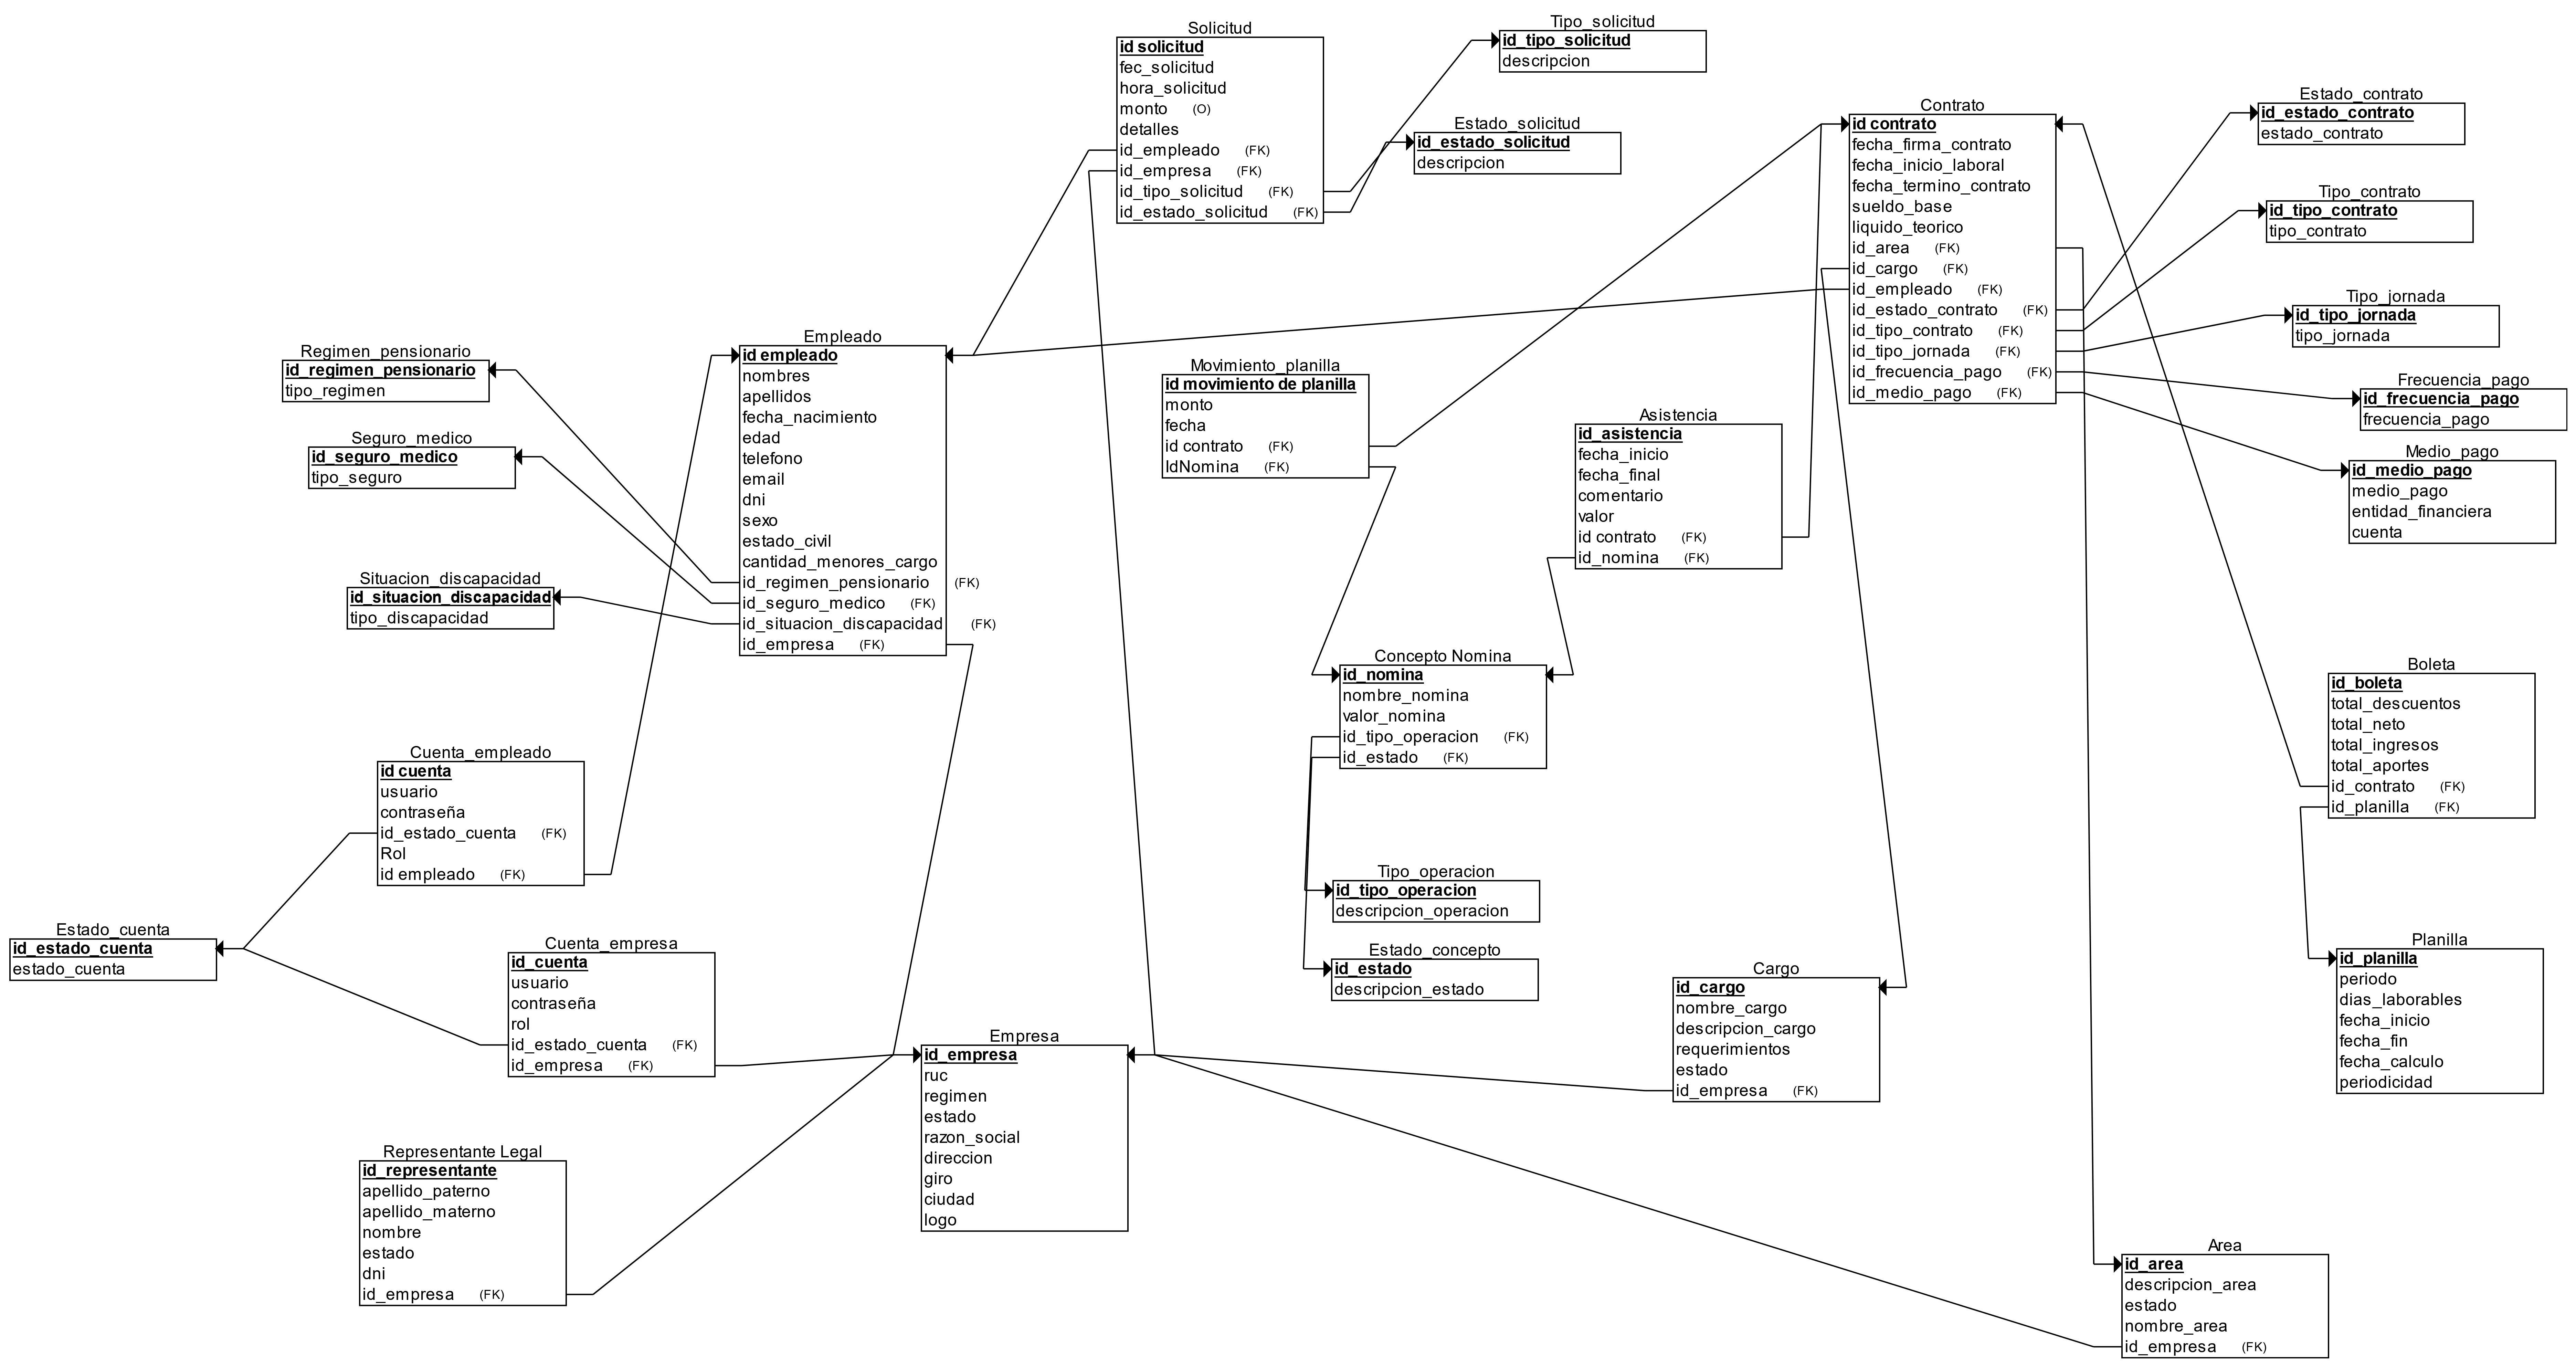 Solicitud
id solicitud
fec_solicitud
hora_solicitud
monto (O)
detalles
id_empleado (FK)
id_empresa (FK)
id_tipo_solicitud (FK)
id_estado_solicitud (FK)
Tipo_solicitud
id_tipo_solicitud
descripcion
Estado_solicitud
id_estado_solicitud
descripcion
Contrato
id contrato
fecha_firma_contrato
fecha_inicio_laboral
fecha_termino_contrato
sueldo_base
liquido_teorico
id_area (FK)
id_cargo (FK)
id_empleado (FK)
id_estado_contrato (FK)
id_tipo_contrato (FK)
id_tipo_jornada (FK)
id_frecuencia_pago (FK)
id_medio_pago (FK)
Estado_contrato
id_estado_contrato
estado_contrato
Tipo_contrato
id_tipo_contrato
tipo_contrato
Tipo_jornada
id_tipo_jornada
tipo_jornada
Frecuencia_pago
id_frecuencia_pago
frecuencia_pago
Medio_pago
id_medio_pago
medio_pago
entidad_financiera
cuenta
Regimen_pensionario
id_regimen_pensionario
tipo_regimen
Seguro_medico
id_seguro_medico
tipo_seguro
Situacion_discapacidad
id_situacion_discapacidad
tipo_discapacidad
Empleado
id empleado
nombres
apellidos
fecha_nacimiento
edad
telefono
email
dni
sexo
estado_civil
cantidad_menores_cargo
id_regimen_pensionario (FK)
id_seguro_medico (FK)
id_situacion_discapacidad (FK)
id_empresa (FK)
Movimiento_planilla
id movimiento de planilla
monto
fecha
id contrato (FK)
IdNomina (FK)
Asistencia
id_asistencia
fecha_inicio
fecha_final
comentario
valor
id contrato (FK)
id_nomina (FK)
Concepto Nomina
id_nomina
nombre_nomina
valor_nomina
id_tipo_operacion (FK)
id_estado (FK)
Boleta
id_boleta
total_descuentos
total_neto
total_ingresos
total_aportes
id_contrato (FK)
id_planilla (FK)
Cuenta_empleado
id cuenta
usuario
contraseña
id_estado_cuenta (FK)
Rol
id empleado (FK)
Tipo_operacion
id_tipo_operacion
descripcion_operacion
Estado_cuenta
id_estado_cuenta
estado_cuenta
Cuenta_empresa
id_cuenta
usuario
contraseña
rol
id_estado_cuenta (FK)
id_empresa (FK)
Estado_concepto
id_estado
descripcion_estado
Cargo
id_cargo
nombre_cargo
descripcion_cargo
requerimientos
estado
id_empresa (FK)
Planilla
id_planilla
periodo
dias_laborables
fecha_inicio
fecha_fin
fecha_calculo
periodicidad
Empresa
id_empresa
ruc
regimen
estado
razon_social
direccion
giro
ciudad
logo
Representante Legal
id_representante
apellido_paterno
apellido_materno
nombre
estado
dni
id_empresa (FK)
Area
id_area
descripcion_area
estado
nombre_area
id_empresa (FK)